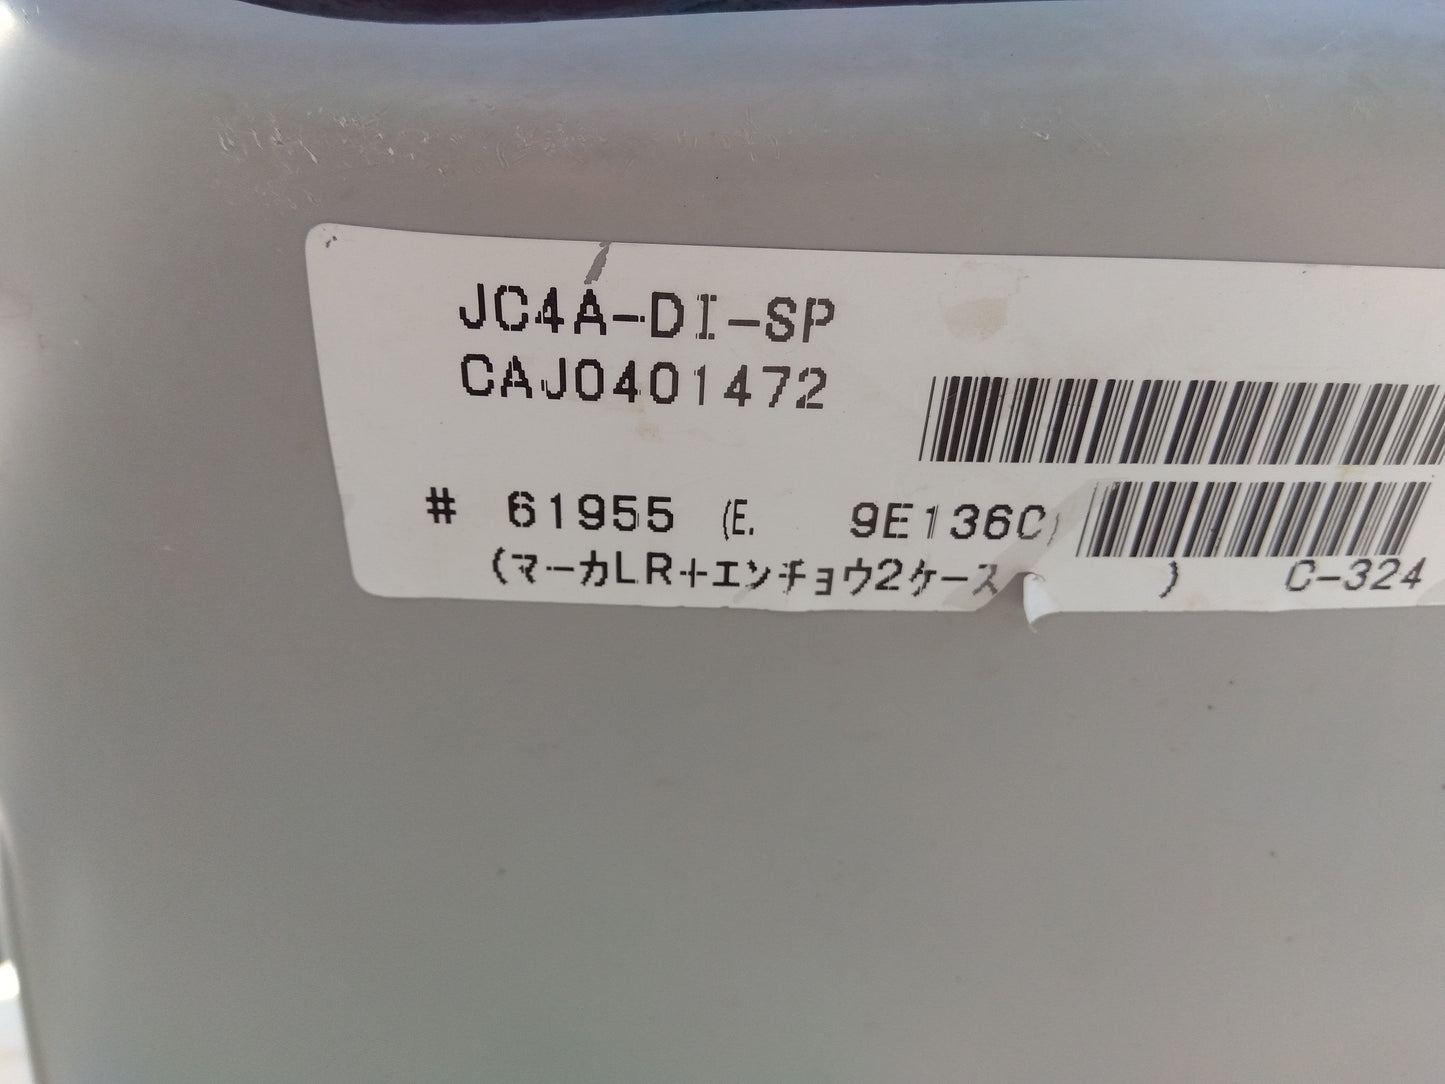 JC4A-DI-SP
CAJ0401472
# 61955 (E. 9E136C)
(マーカLR+エンチョウ2ケース ) C-324